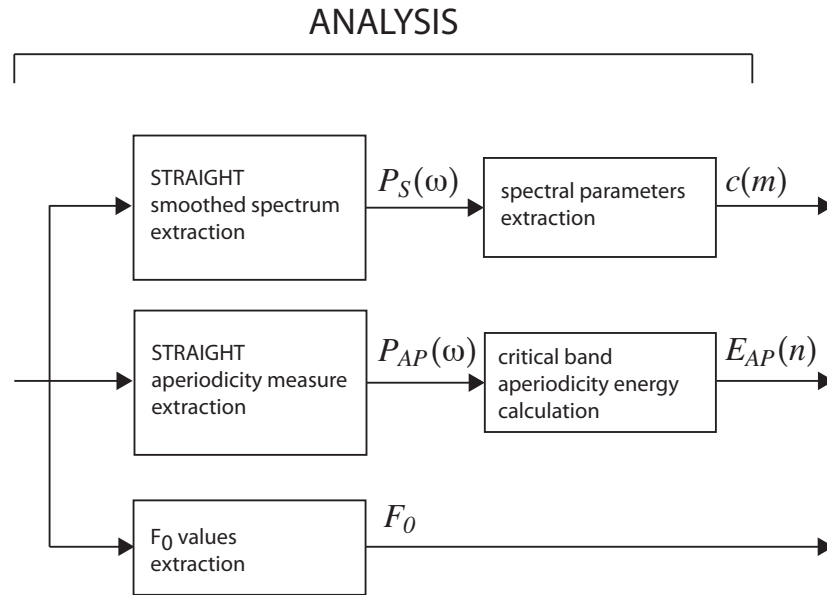 ANALYSIS
STRAIGHT
smoothed spectrum
extraction
P_S(ω)
spectral parameters
extraction
c(m)
STRAIGHT
aperiodicity measure
extraction
P_AP(ω)
critical band
aperiodicity energy
calculation
E_AP(n)
F₀ values
extraction
F₀